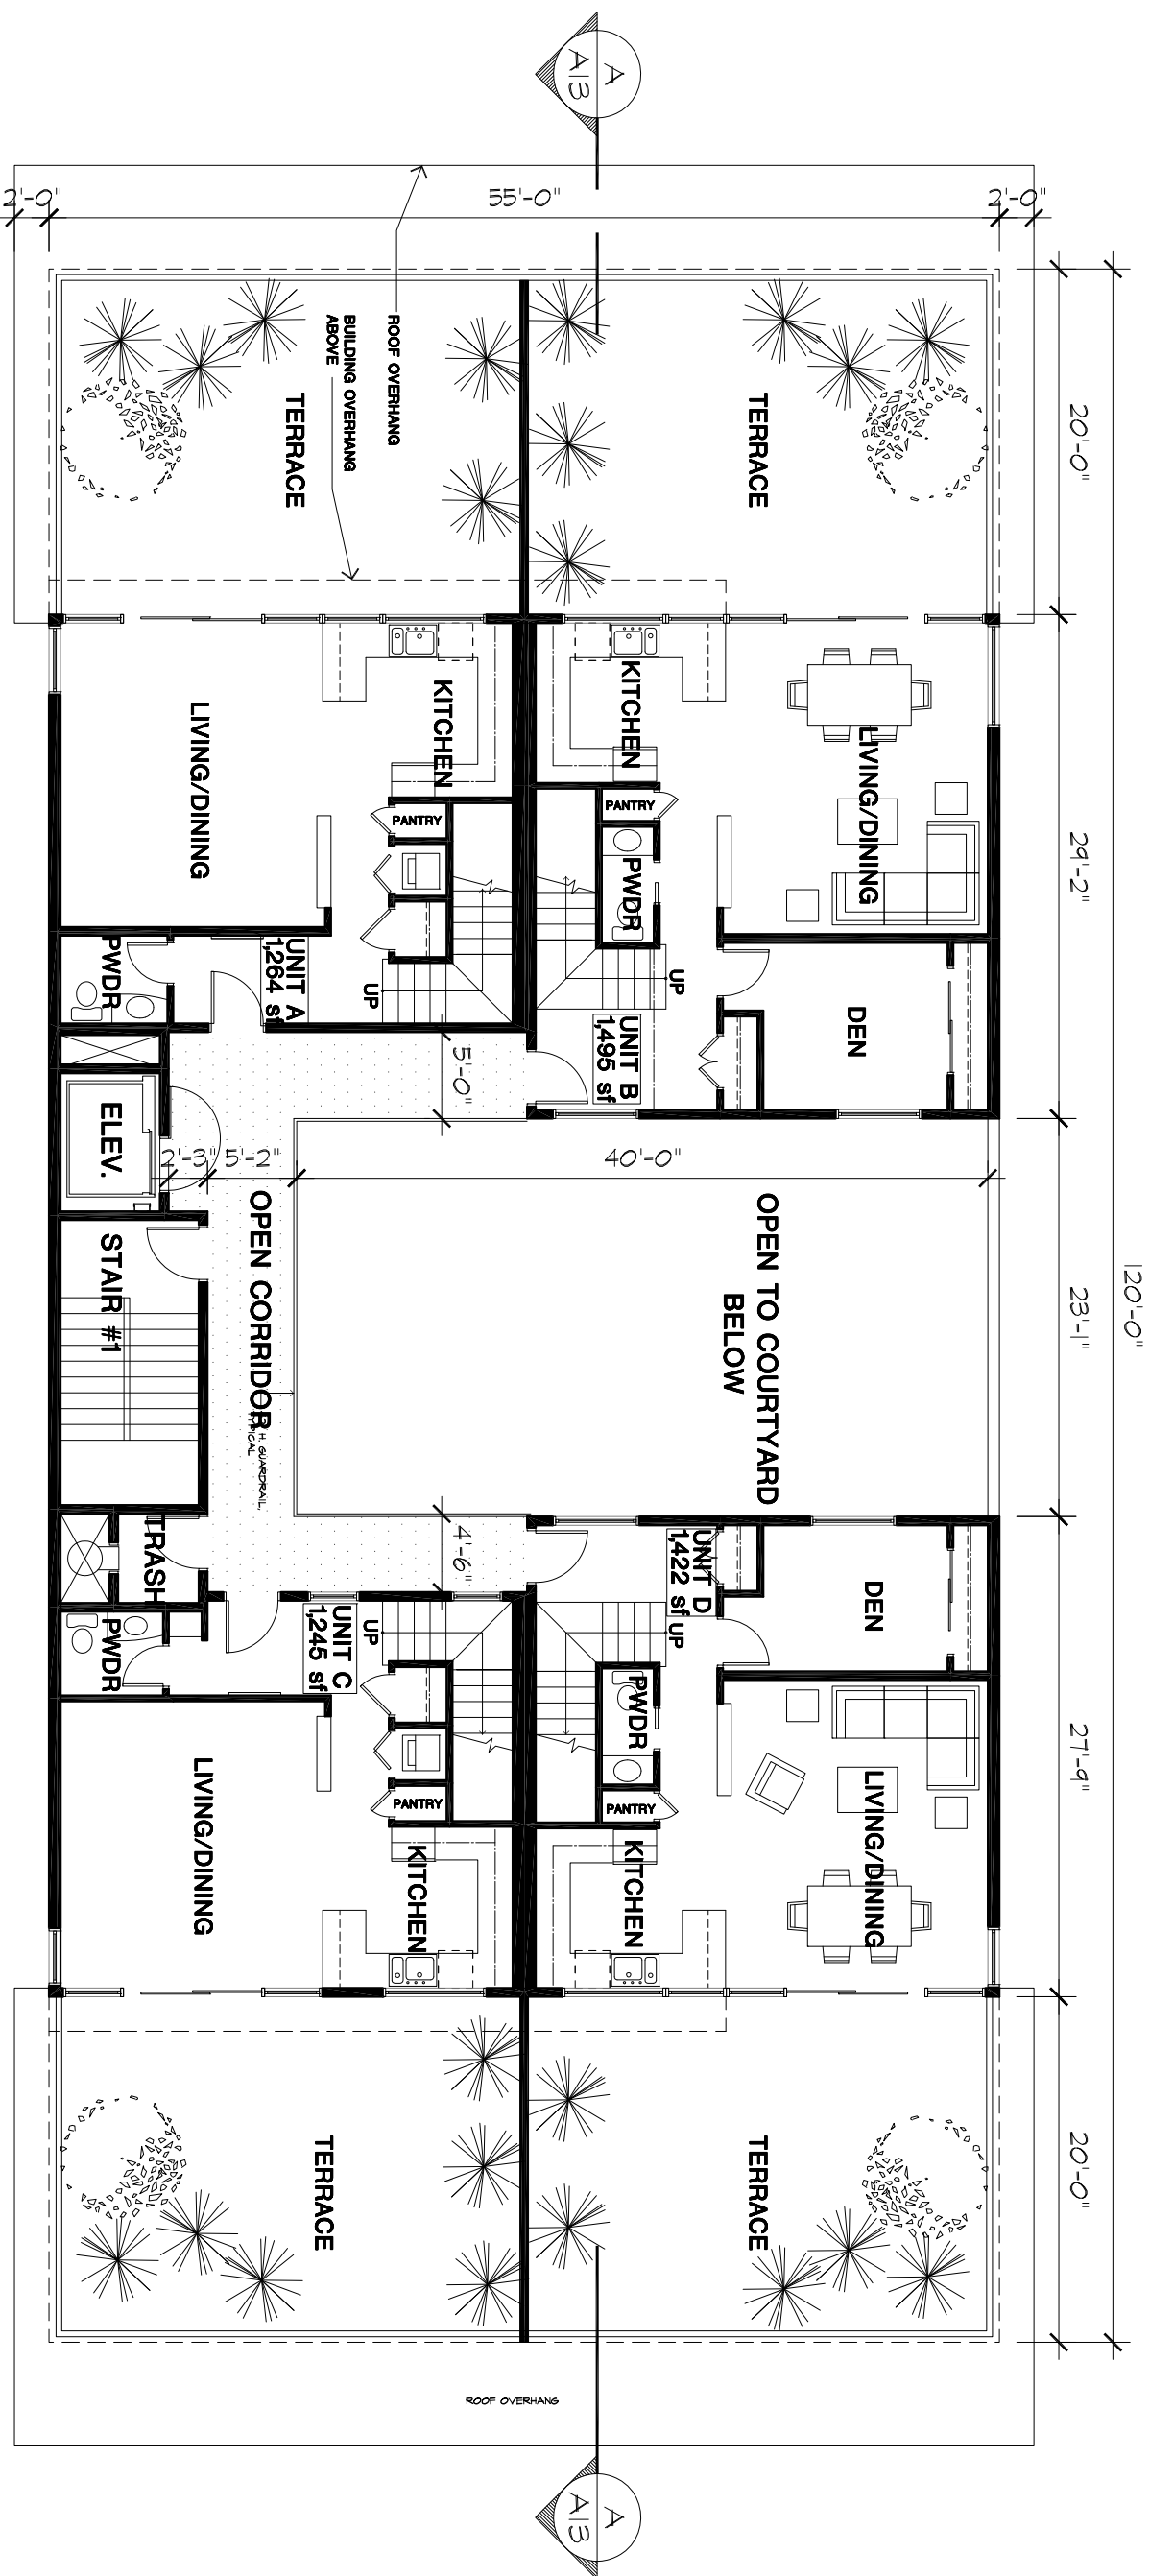 A
A13
2'-0"
55'-0"
2'-0"
20'-0"
29'-2"
23'-1"
27'-9"
20'-0"
120'-0"
ROOF OVERHANG
BUILDING OVERHANG
ABOVE
TERRACE
TERRACE
KITCHEN
KITCHEN
LIVING/DINING
LIVING/DINING
PANTRY
PANTRY
PWDR
PWDR
UNIT A
1,264 sf
UP
UP
UNIT B
1,495 sf
DEN
5'-0"
ELEV.
2'-3"
5'-2"
40'-0"
STAIR #1
OPEN CORRIDOR
H. GUARDRAIL,
OPEN TO COURTYARD
BELOW
4'-6"
TRASH
PWDR
UNIT C
1,245 sf
UP
UP
UNIT D
1,422 sf
DEN
PWDR
PANTRY
PANTRY
LIVING/DINING
LIVING/DINING
KITCHEN
KITCHEN
TERRACE
TERRACE
ROOF OVERHANG
A
A13